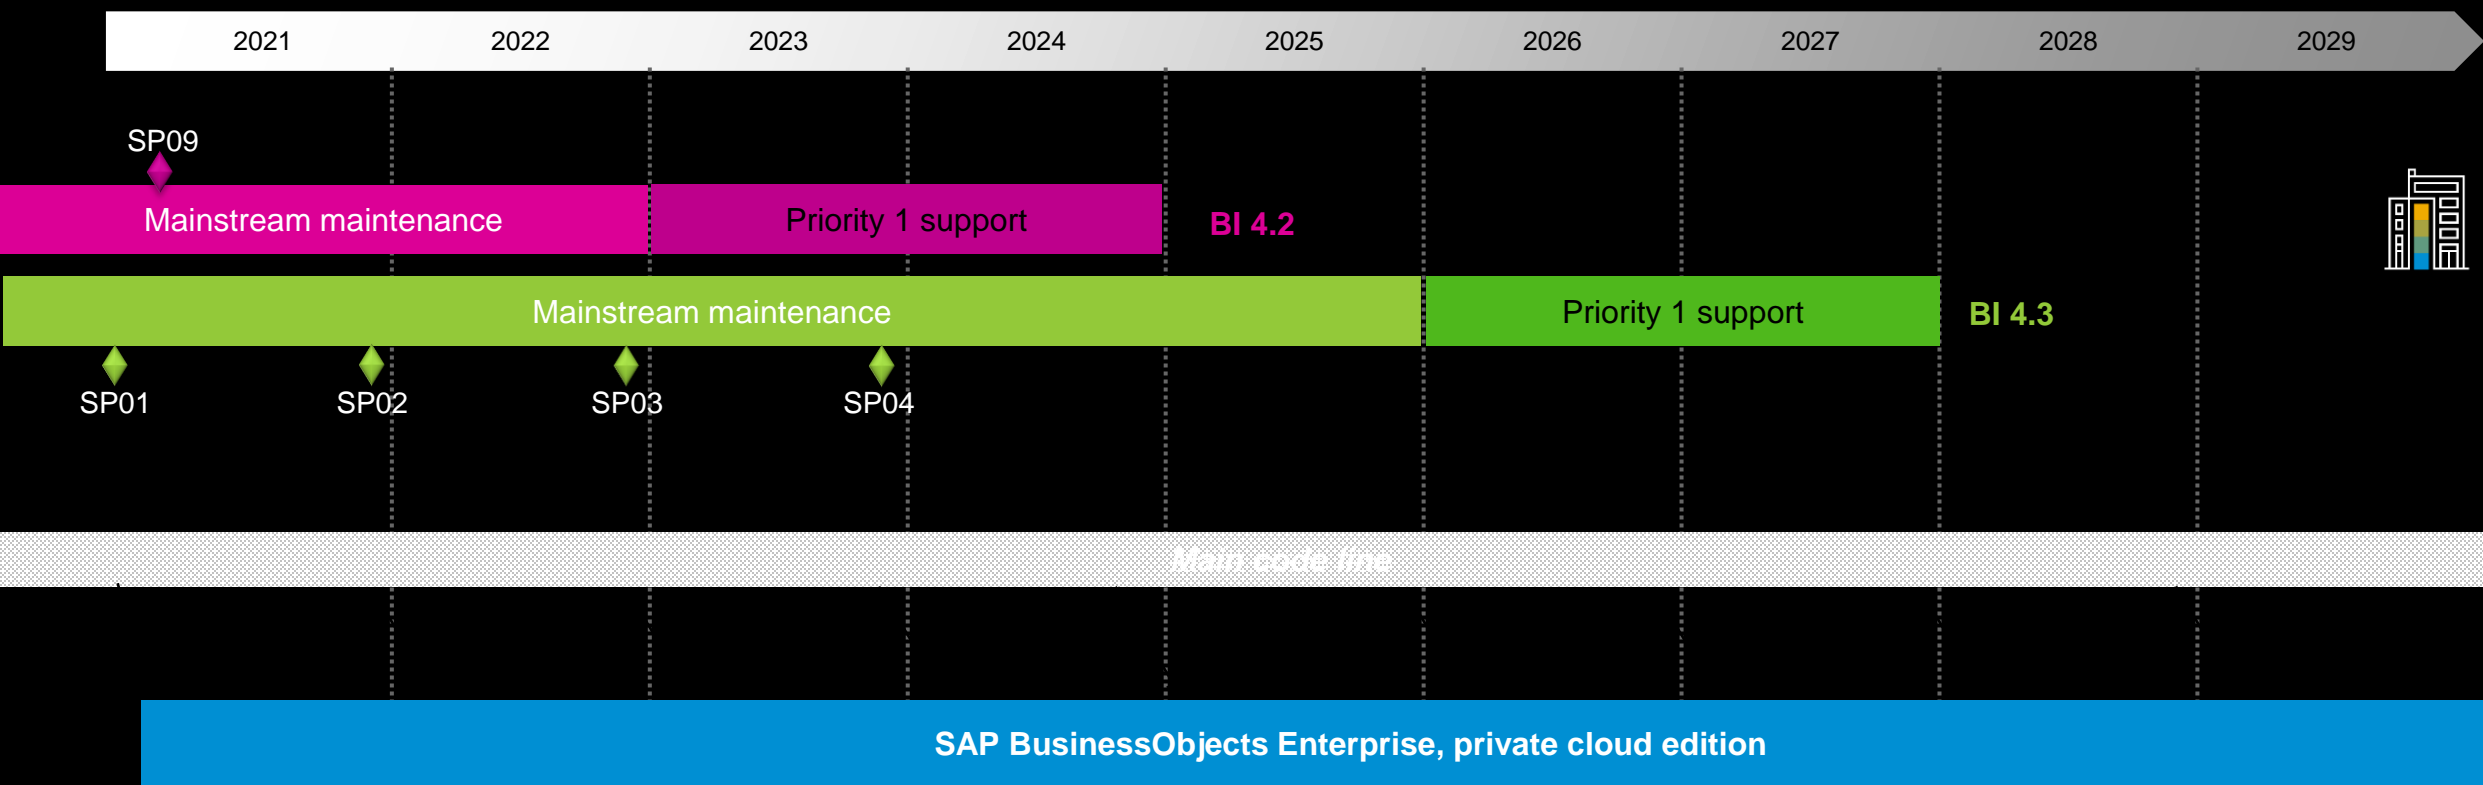 2021 2022 2023 2024 2025 2026 2027 2028 2029
SP09
Mainstream maintenance Priority 1 support BI 4.2
Mainstream maintenance Priority 1 support BI 4.3
SP01 SP02 SP03 SP04
Main code line
SAP BusinessObjects Enterprise, private cloud edition